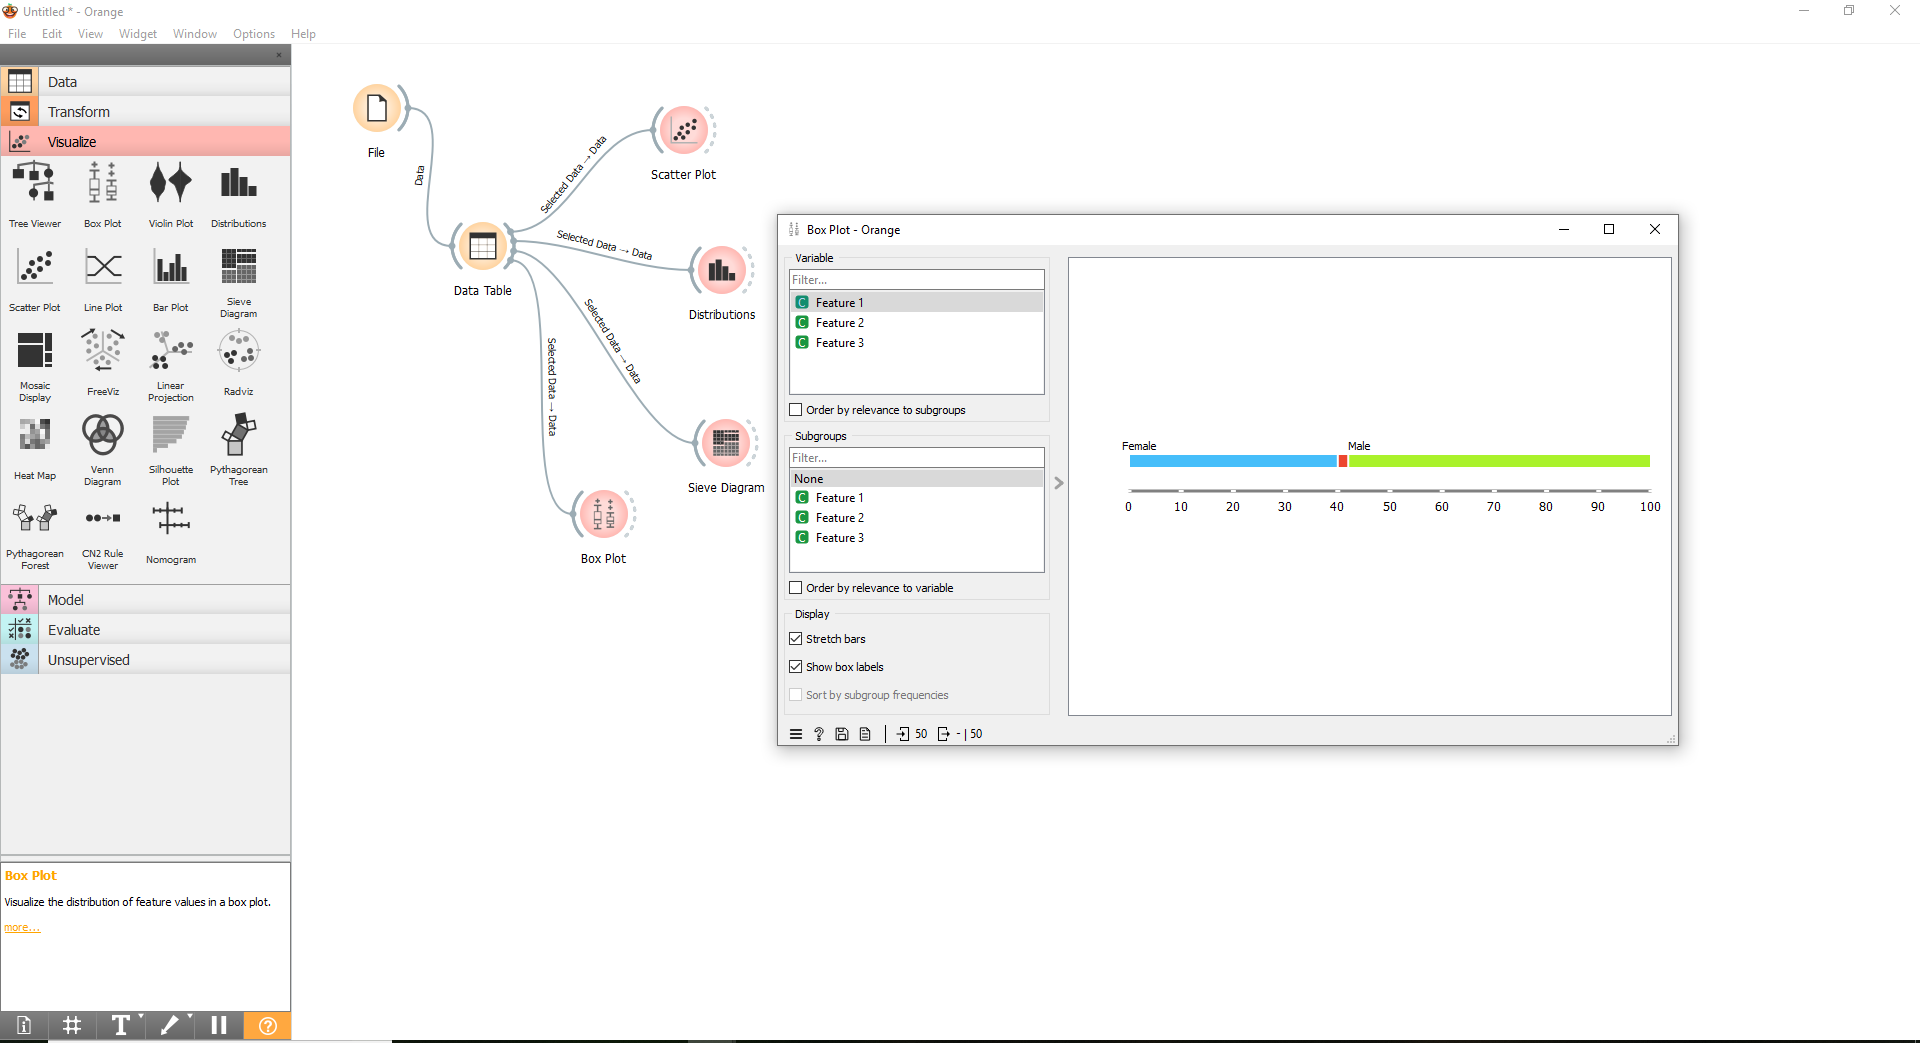 Untitled * - Orange
File Edit View Widget Window Options Help
Data
Transform
Visualize
Tree Viewer Box Plot Violin Plot Distributions
Scatter Plot Line Plot Bar Plot Sieve Diagram
Mosaic Display FreeViz Linear Projection Radviz
Heat Map Venn Diagram Silhouette Plot Pythagorean Tree
Pythagorean Forest CN2 Rule Viewer Nomogram
Model
Evaluate
Unsupervised
Box Plot
Visualize the distribution of feature values in a box plot.
more...
File
Data
Data Table
Selected Data → Data
Scatter Plot
Selected Data → Data
Distributions
Selected Data → Data
Sieve Diagram
Selected Data → Data
Box Plot
Box Plot - Orange
Variable
Filter...
C Feature 1
C Feature 2
C Feature 3
Order by relevance to subgroups
Subgroups
Filter...
None
C Feature 1
C Feature 2
C Feature 3
Order by relevance to variable
Display
Stretch bars
Show box labels
Sort by subgroup frequencies
? 50 - | 50
Female Male
0 10 20 30 40 50 60 70 80 90 100
T ?